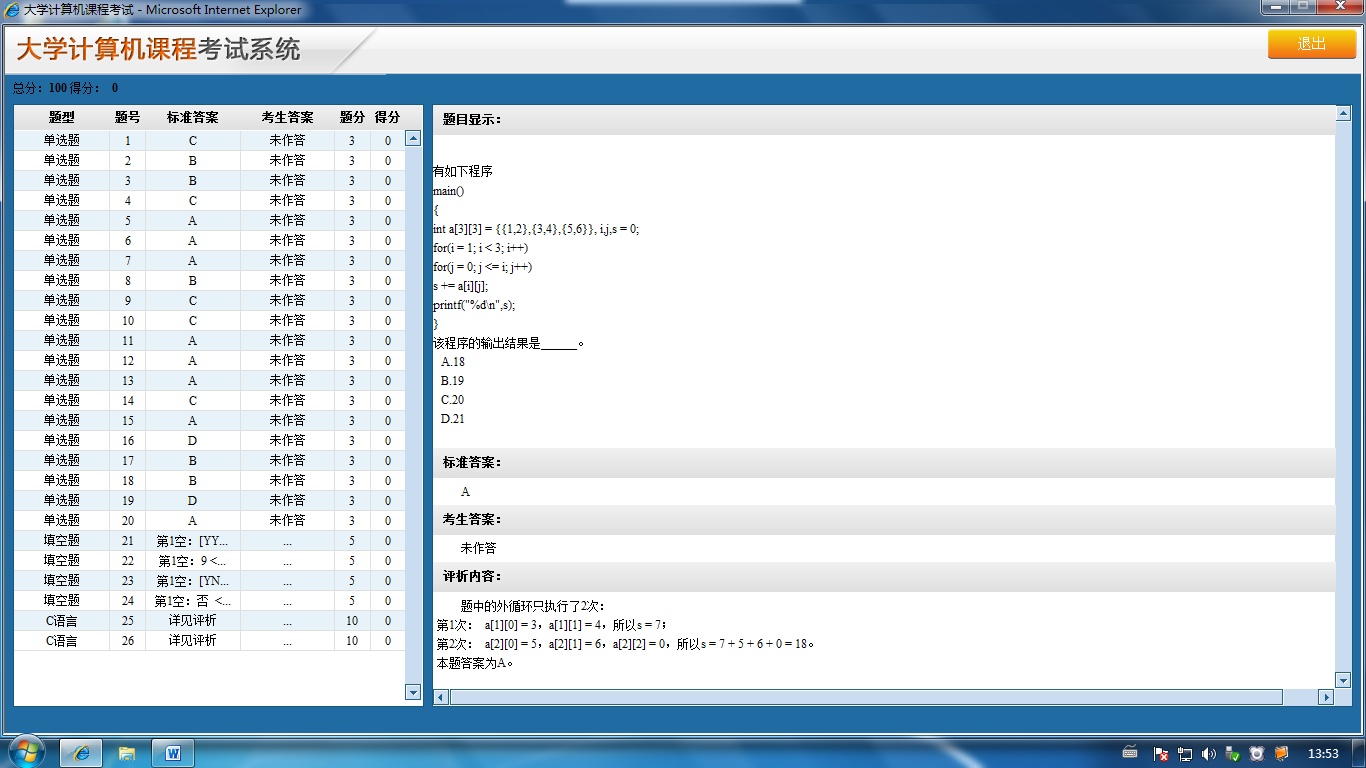 大学计算机课程考试 - Microsoft Internet Explorer
大学计算机课程考试系统
退出
总分：100 得分： 0
题型 题号 标准答案 考生答案 题分 得分
单选题 1 C 未作答 3 0
单选题 2 B 未作答 3 0
单选题 3 B 未作答 3 0
单选题 4 C 未作答 3 0
单选题 5 A 未作答 3 0
单选题 6 A 未作答 3 0
单选题 7 A 未作答 3 0
单选题 8 B 未作答 3 0
单选题 9 C 未作答 3 0
单选题 10 C 未作答 3 0
单选题 11 A 未作答 3 0
单选题 12 A 未作答 3 0
单选题 13 A 未作答 3 0
单选题 14 C 未作答 3 0
单选题 15 A 未作答 3 0
单选题 16 D 未作答 3 0
单选题 17 B 未作答 3 0
单选题 18 B 未作答 3 0
单选题 19 D 未作答 3 0
单选题 20 A 未作答 3 0
填空题 21 第1空：[YY... ... 5 0
填空题 22 第1空：9 <... ... 5 0
填空题 23 第1空：[YN... ... 5 0
填空题 24 第1空：否 <... ... 5 0
C语言 25 详见评析 ... 10 0
C语言 26 详见评析 ... 10 0
题目显示：
有如下程序
main()
{
int a[3][3] = {{1,2},{3,4},{5,6}}, i,j,s = 0;
for(i = 1; i < 3; i++)
for(j = 0; j <= i; j++)
s += a[i][j];
printf("%d\n",s);
}
该程序的输出结果是______。
A.18
B.19
C.20
D.21
标准答案：
A
考生答案：
未作答
评析内容：
题中的外循环只执行了2次：
第1次： a[1][0] = 3，a[1][1] = 4，所以s = 7；
第2次： a[2][0] = 5，a[2][1] = 6，a[2][2] = 0，所以s = 7 + 5 + 6 + 0 = 18。
本题答案为A。
13:53